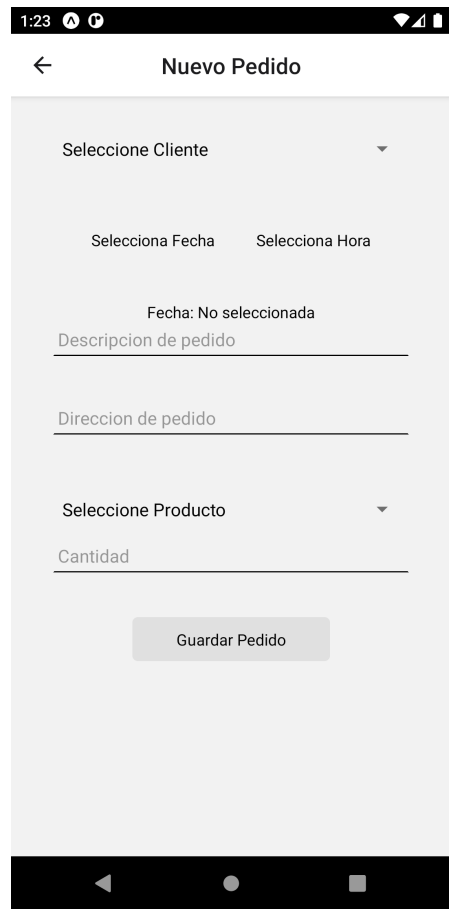 1:23
Nuevo Pedido
Seleccione Cliente
Selecciona Fecha Selecciona Hora
Fecha: No seleccionada
Descripcion de pedido
Direccion de pedido
Seleccione Producto
Cantidad
Guardar Pedido